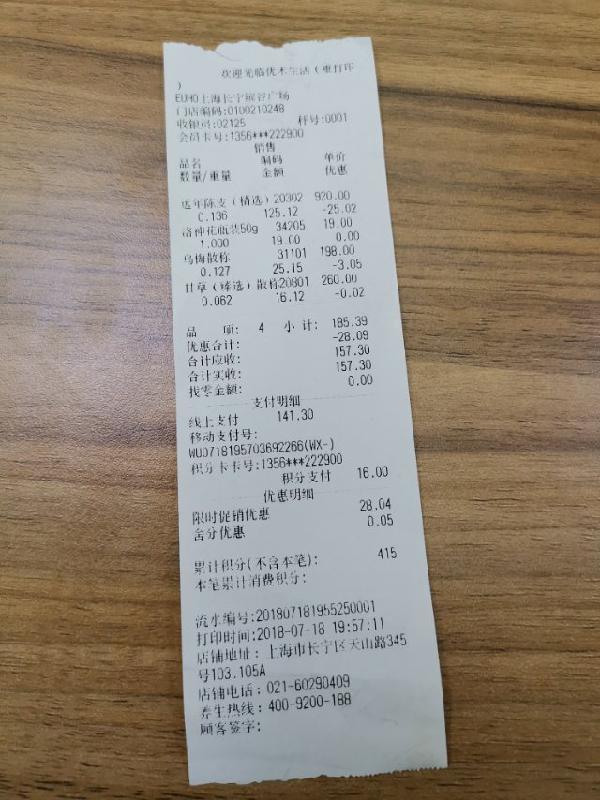 欢迎光临优禾生活(重打印
)
EUHO上海长宁缤谷广场
门店编码:0100210248
收银员:02125 秤号:0001
会员卡号:1356***222900
销售
品名 编码 单价
数量/重量 金额 优惠
年陈支(精选)20302 920.00
0.136 125.12 -25.02
洛神花瓶装50g 34205 19.00
1.000 19.00 0.00
乌梅散称 31101 198.00
0.127 25.15 -3.05
甘草(臻选)散称20801 260.00
0.062 16.12 -0.02
品 项: 4 小 计: 185.39
优惠合计: -28.09
合计应收: 157.30
合计实收: 157.30
找零金额: 0.00
支付明细
线上支付 141.30
移动支付号:
WU0718195703692266(WX-)
积分卡卡号:1356***222900
积分支付 16.00
优惠明细
限时促销优惠 28.04
舍分优惠 0.05
累计积分(不含本笔): 415
本笔累计消费积分:
流水编号:201807181955250001
打印时间:2018-07-18 19:57:11
店铺地址：上海市长宁区天山路345
号103.105A
店铺电话：021-60290409
养生热线：400-9200-188
顾客签字: